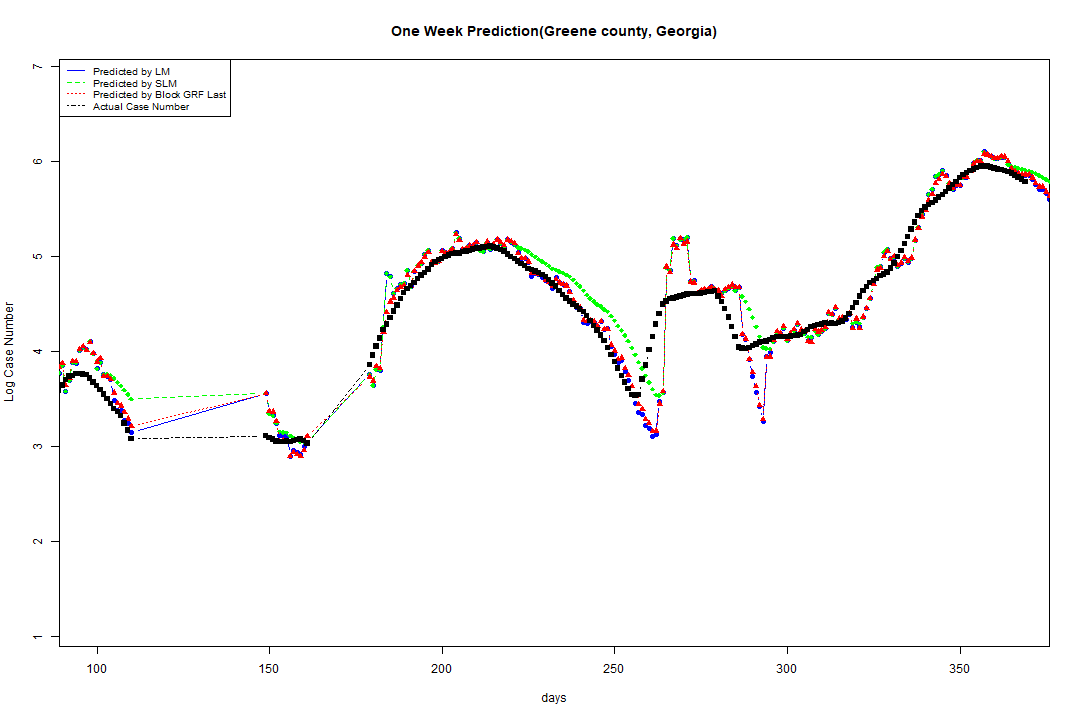 One Week Prediction(Greene county, Georgia)
Predicted by LM
Predicted by SLM
Predicted by Block GRF Last
Actual Case Number
7
6
5
4
3
2
1
Log Case Number
100 150 200 250 300 350
days